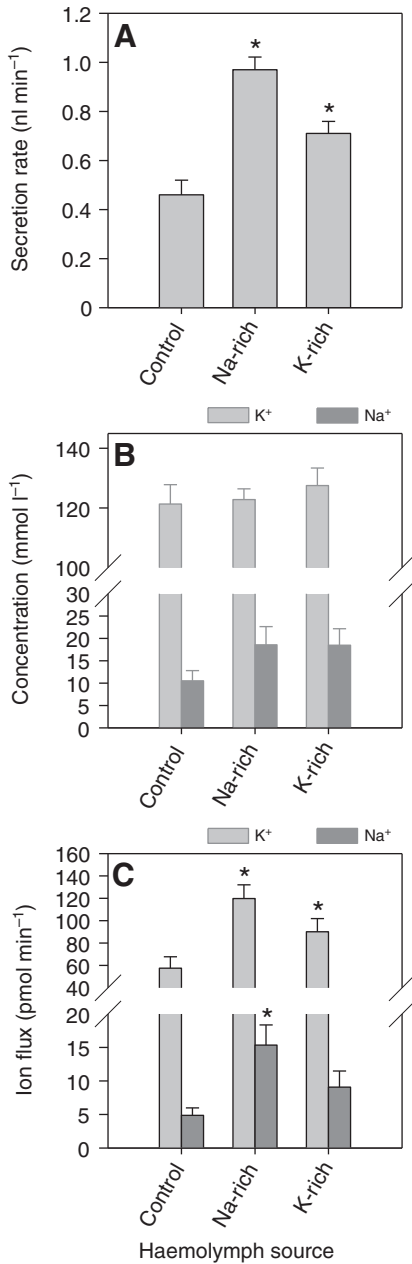 A
Secretion rate (nl min⁻¹)
1.2
1.0
0.8
0.6
0.4
0.2
0
*
*
Control
Na-rich
K-rich
K⁺
Na⁺
B
Concentration (mmol l⁻¹)
140
120
100
30
25
20
15
10
5
0
Control
Na-rich
K-rich
K⁺
Na⁺
C
Ion flux (pmol min⁻¹)
160
140
120
100
80
60
40
20
15
10
5
0
*
*
*
Control
Na-rich
K-rich
Haemolymph source